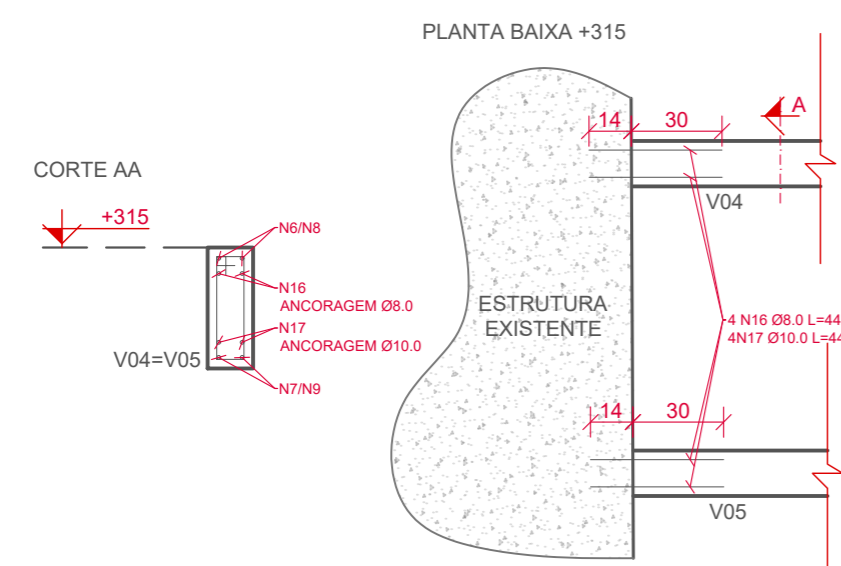 PLANTA BAIXA +315
14
30
A
CORTE AA
V04
+315
N6/N8
N16
ANCORAGEM Ø8.0
N17
ANCORAGEM Ø10.0
V04=V05
N7/N9
ESTRUTURA
EXISTENTE
4 N16 Ø8.0 L=44
4N17 Ø10.0 L=44
14
30
V05